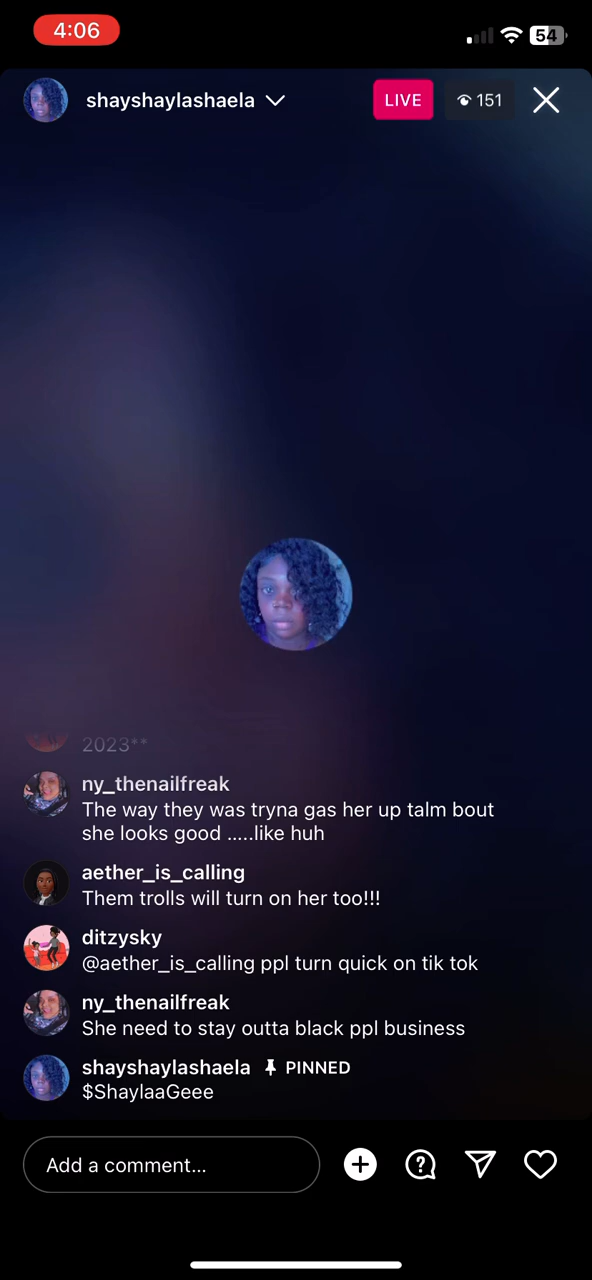 4:06
54
shayshaylashaela
LIVE
151
2023**
ny_thenailfreak
The way they was tryna gas her up talm bout
she looks good .....like huh
aether_is_calling
Them trolls will turn on her too!!!
ditzysky
@aether_is_calling ppl turn quick on tik tok
ny_thenailfreak
She need to stay outta black ppl business
shayshaylashaela PINNED
$ShaylaaGeee
Add a comment...